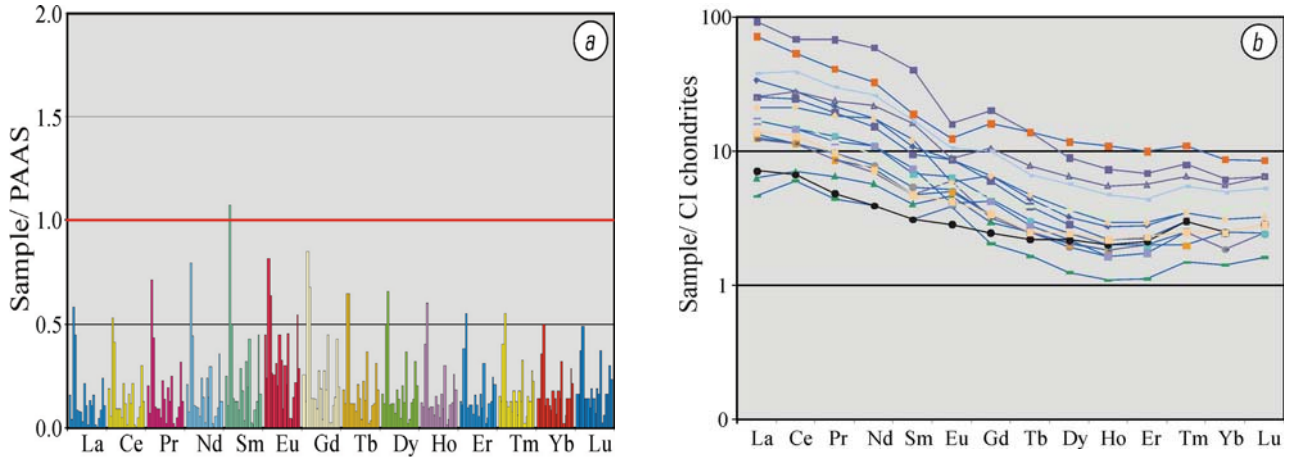 2.0
1.5
1.0
0.5
0.0
Sample/ PAAS
a
La Ce Pr Nd Sm Eu Gd Tb Dy Ho Er Tm Yb Lu
100
10
1
0
Sample/ CI chondrites
b
La Ce Pr Nd Sm Eu Gd Tb Dy Ho Er Tm Yb Lu